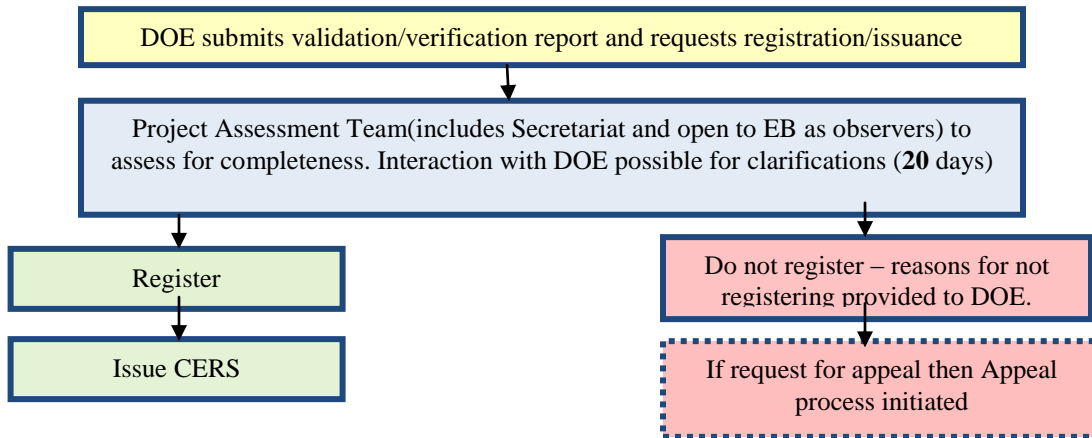 DOE submits validation/verification report and requests registration/issuance
Project Assessment Team(includes Secretariat and open to EB as observers) to
assess for completeness. Interaction with DOE possible for clarifications (20 days)
Register
Issue CERS
Do not register – reasons for not
registering provided to DOE.
If request for appeal then Appeal
process initiated